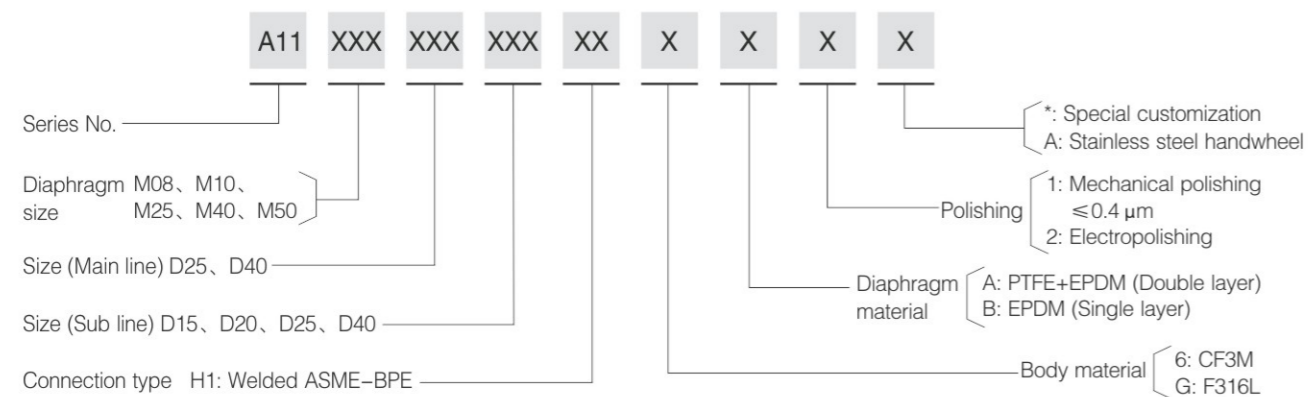 A11 XXX XXX XXX XX X X X X
Series No.
Diaphragm size M08、M10、
M25、M40、M50
Size (Main line) D25、D40
Size (Sub line) D15、D20、D25、D40
Connection type H1: Welded ASME-BPE
*: Special customization
A: Stainless steel handwheel
Polishing
1: Mechanical polishing
≤0.4 μm
2: Electropolishing
Diaphragm material
A: PTFE+EPDM (Double layer)
B: EPDM (Single layer)
Body material
6: CF3M
G: F316L